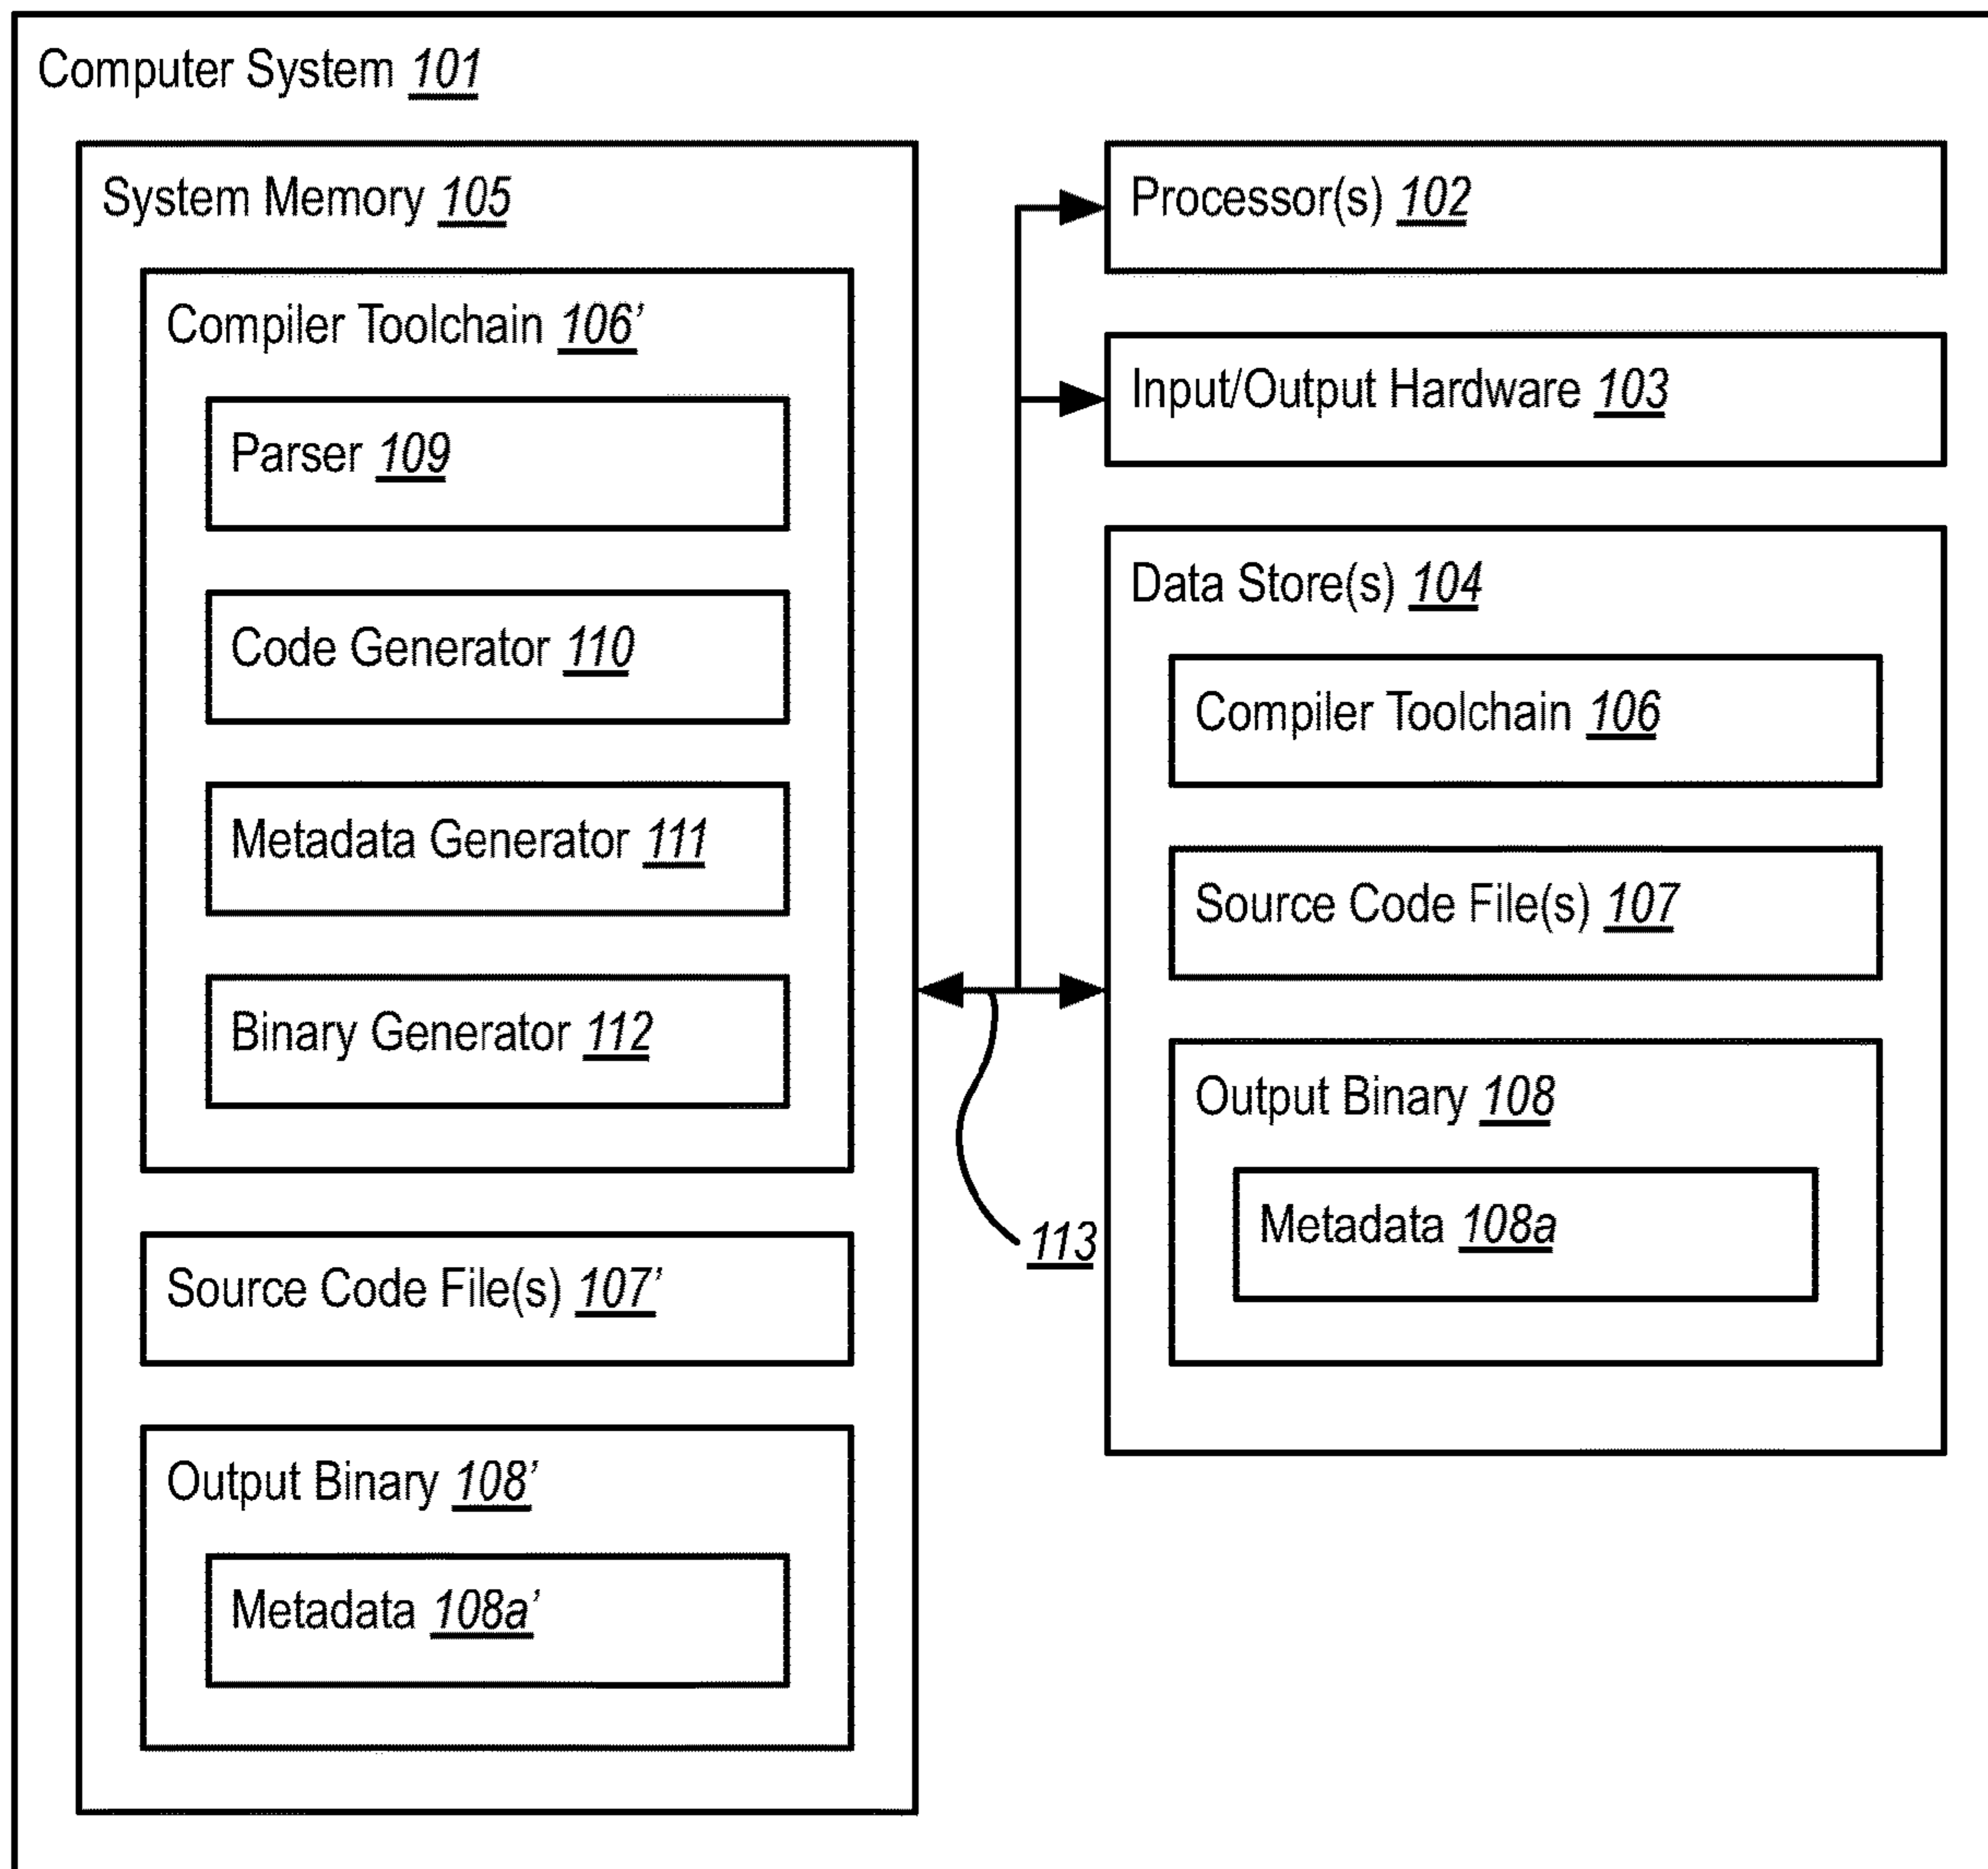 Computer System 101
System Memory 105
Compiler Toolchain 106’
Parser 109
Code Generator 110
Metadata Generator 111
Binary Generator 112
Source Code File(s) 107’
Output Binary 108’
Metadata 108a’
Processor(s) 102
Input/Output Hardware 103
Data Store(s) 104
Compiler Toolchain 106
Source Code File(s) 107
Output Binary 108
Metadata 108a
113